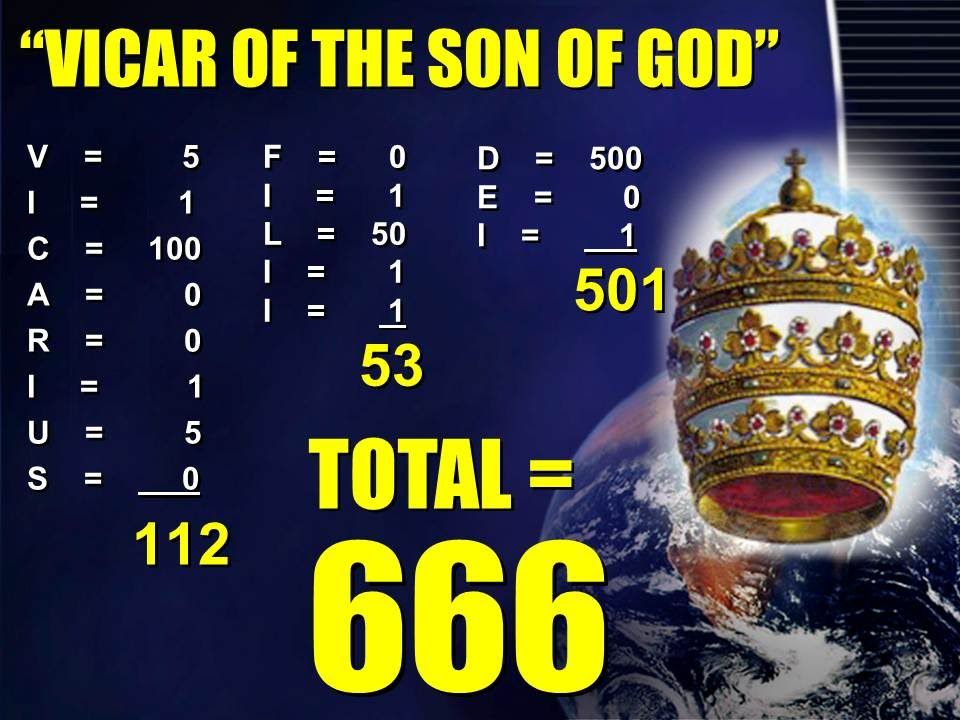 “VICAR OF THE SON OF GOD”
V = 5
I = 1
C = 100
A = 0
R = 0
I = 1
U = 5
S = 0
112
F = 0
I = 1
L = 50
I = 1
I = 1
53
D = 500
E = 0
I = 1
501
TOTAL =
666